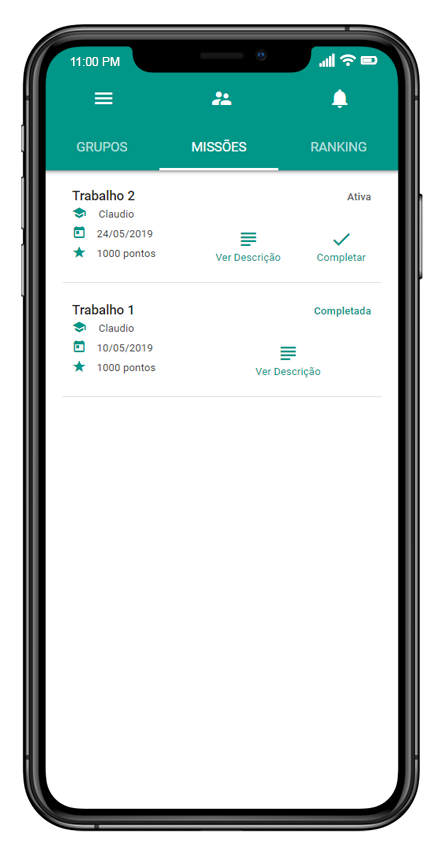 11:00 PM
GRUPOS MISSÕES RANKING
Trabalho 2 Ativa
Claudio
24/05/2019
1000 pontos
Ver Descrição Completar
Trabalho 1 Completada
Claudio
10/05/2019
1000 pontos
Ver Descrição